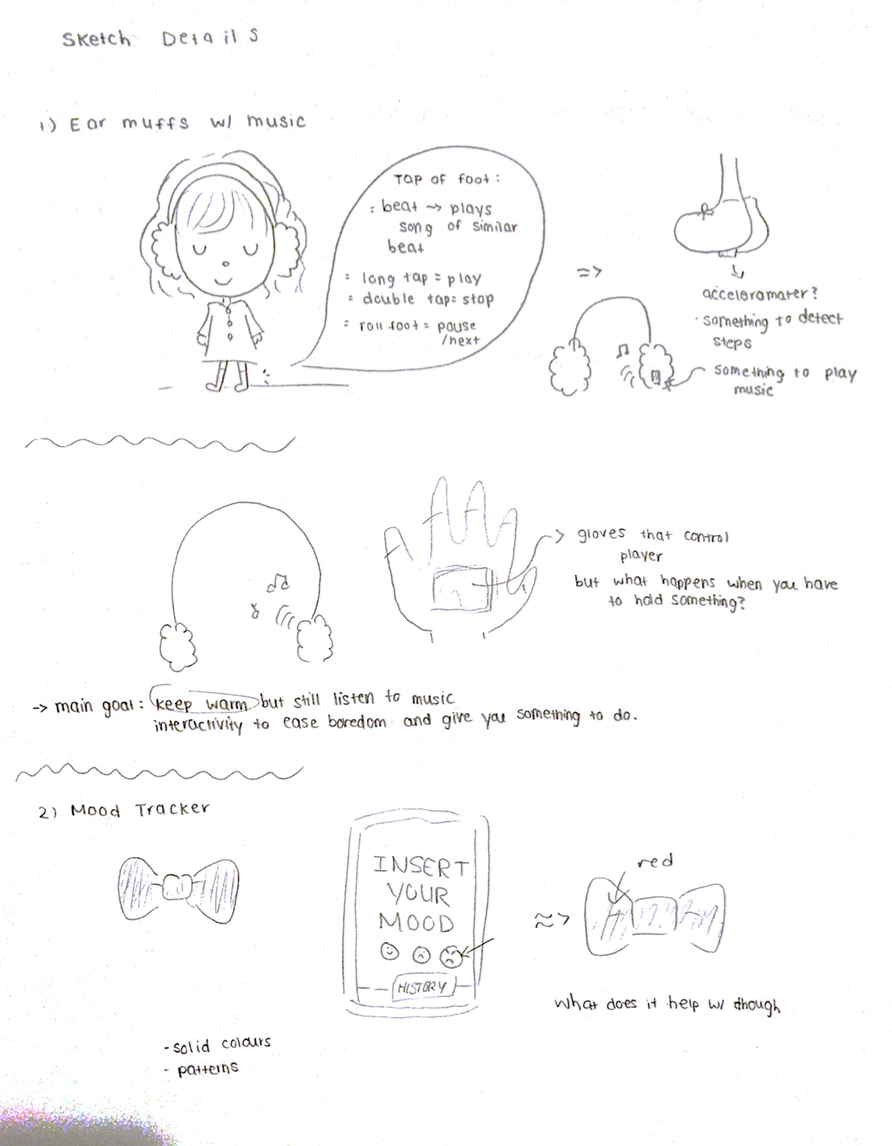 Sketch Details
1) Ear muffs w/ music
Tap of foot:
= beat ~> plays
song of similar
beat
= long tap = play
= double tap = stop
= roll foot = pause
/next
=>
acceloramater?
· something to detect
steps
something to play
music
-> gloves that control
player
but what happens when you have
to hold something?
-> main goal: keep warm but still listen to music
interactivity to ease boredom and give you something to do.
2) Mood Tracker
INSERT
YOUR
MOOD
HISTORY
≈>
red
What does it help w/ though
- solid colours
- patterns